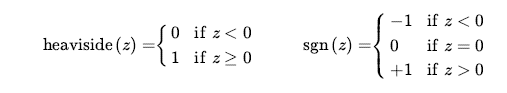 heaviside (z) = { 0 if z < 0
1 if z ≥ 0
sgn (z) = { −1 if z < 0
0 if z = 0
+1 if z > 0